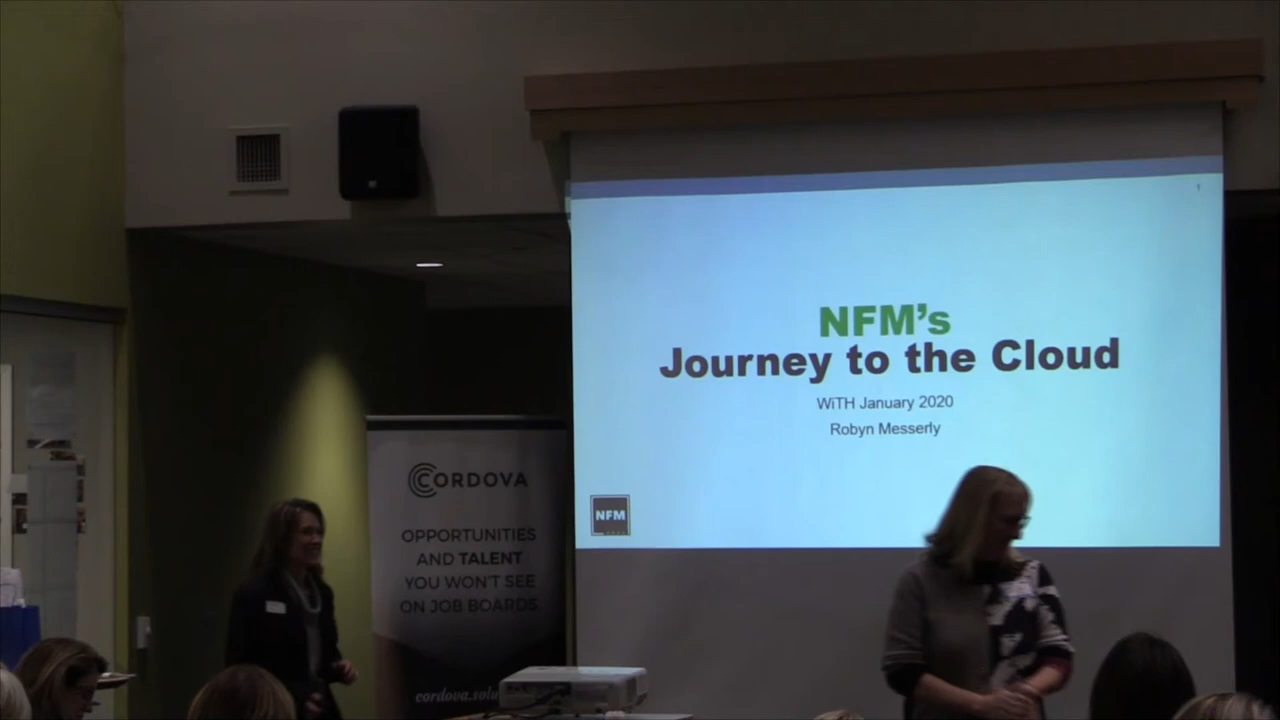 1
NFM's
Journey to the Cloud
WiTH January 2020
Robyn Messerly
NFM
CORDOVA
OPPORTUNITIES
AND TALENT
YOU WON'T SEE
ON JOB BOARDS.
cordova.solu